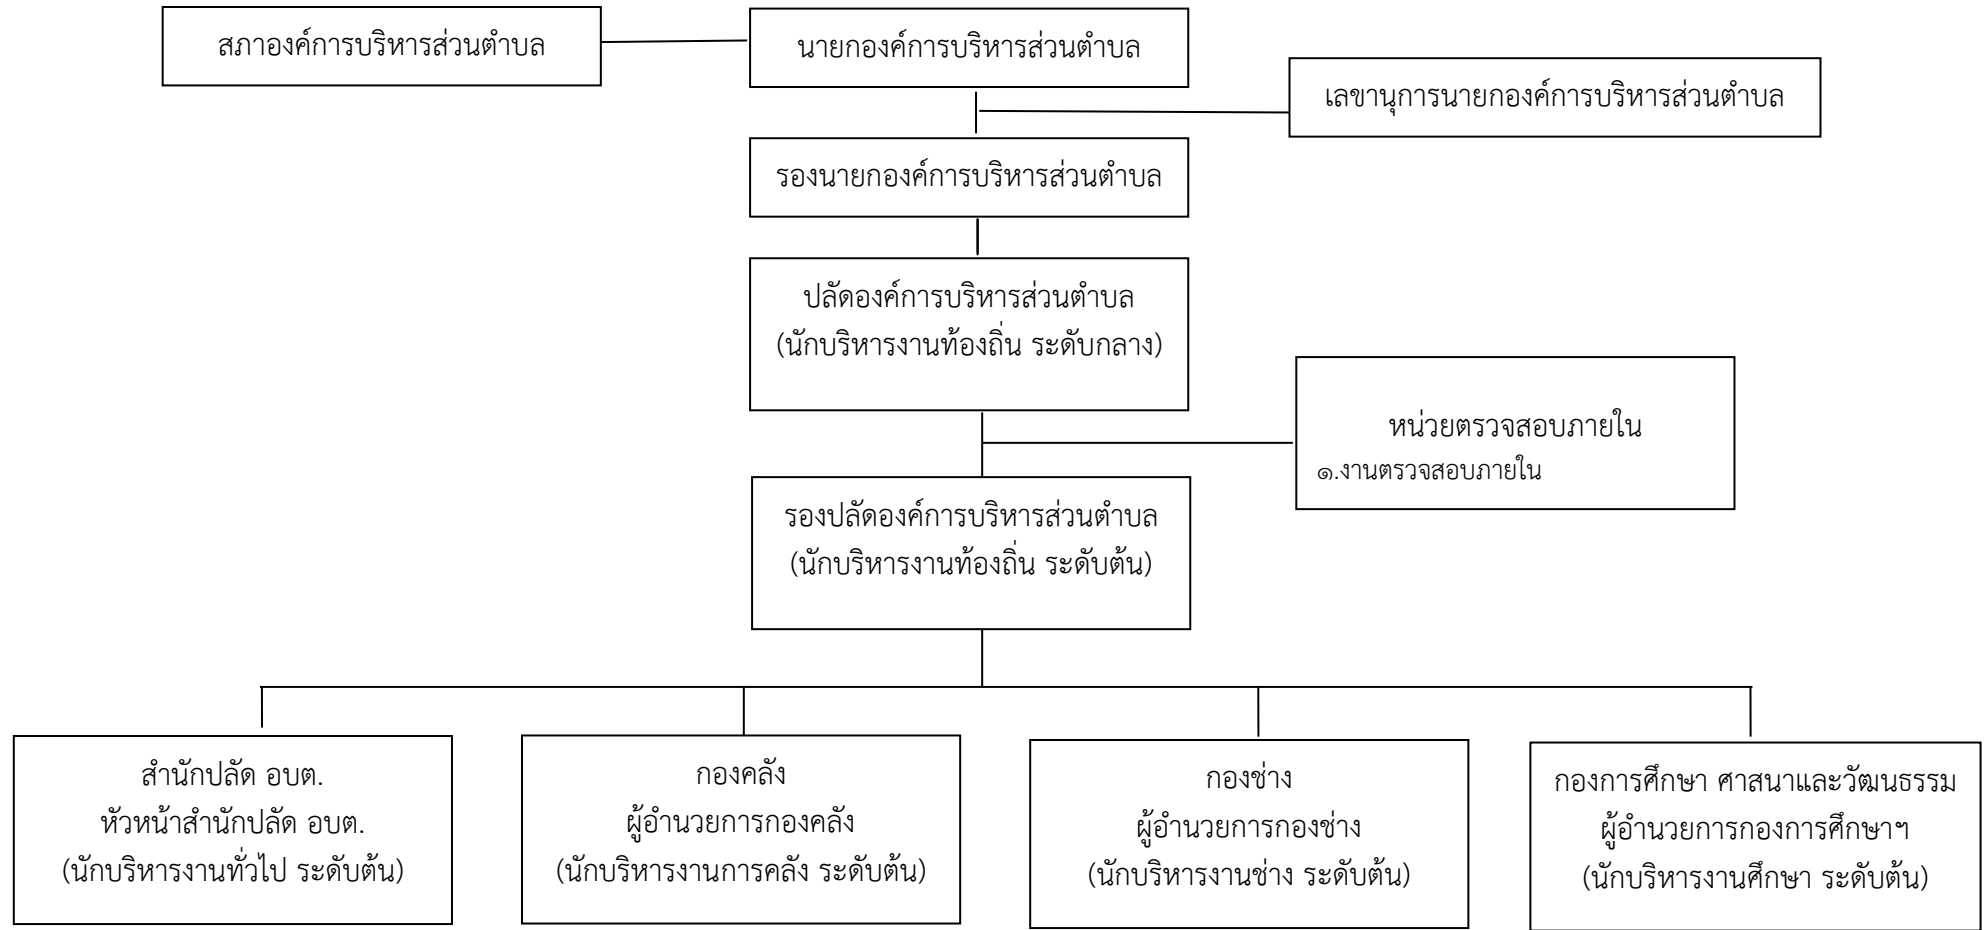 สภาองค์การบริหารส่วนตำบล
นายกองค์การบริหารส่วนตำบล
เลขานุการนายกองค์การบริหารส่วนตำบล
รองนายกองค์การบริหารส่วนตำบล
ปลัดองค์การบริหารส่วนตำบล
(นักบริหารงานท้องถิ่น ระดับกลาง)
หน่วยตรวจสอบภายใน
๑.งานตรวจสอบภายใน
รองปลัดองค์การบริหารส่วนตำบล
(นักบริหารงานท้องถิ่น ระดับต้น)
สำนักปลัด อบต.
หัวหน้าสำนักปลัด อบต.
(นักบริหารงานทั่วไป ระดับต้น)
กองคลัง
ผู้อำนวยการกองคลัง
(นักบริหารงานการคลัง ระดับต้น)
กองช่าง
ผู้อำนวยการกองช่าง
(นักบริหารงานช่าง ระดับต้น)
กองการศึกษา ศาสนาและวัฒนธรรม
ผู้อำนวยการกองการศึกษาฯ
(นักบริหารงานศึกษา ระดับต้น)